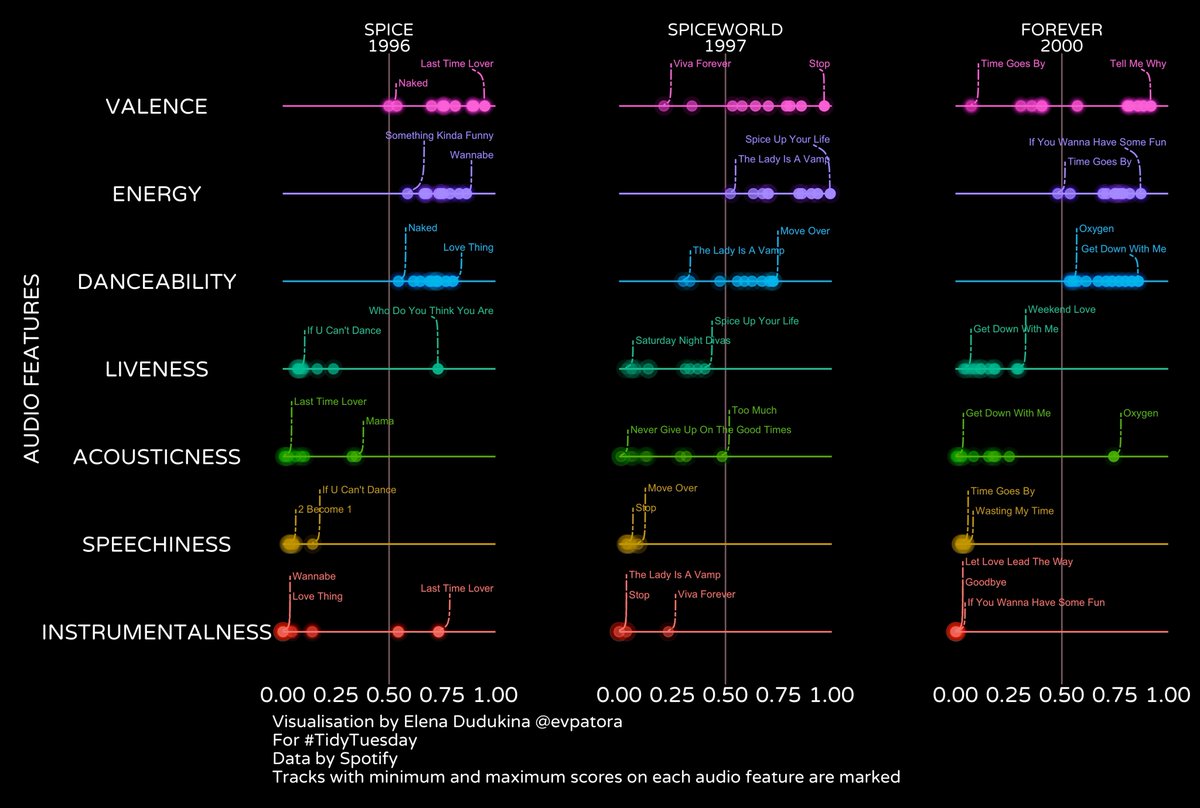 SPICE
1996
SPICEWORLD
1997
FOREVER
2000
AUDIO FEATURES
VALENCE
Last Time Lover
Naked
Viva Forever
Stop
Time Goes By
Tell Me Why
ENERGY
Something Kinda Funny
Wannabe
Spice Up Your Life
The Lady Is A Vamp
If You Wanna Have Some Fun
Time Goes By
DANCEABILITY
Naked
Love Thing
Move Over
The Lady Is A Vamp
Oxygen
Get Down With Me
LIVENESS
Who Do You Think You Are
If U Can't Dance
Spice Up Your Life
Saturday Night Divas
Weekend Love
Get Down With Me
ACOUSTICNESS
Last Time Lover
Mama
Too Much
Never Give Up On The Good Times
Get Down With Me
Oxygen
SPEECHINESS
If U Can't Dance
2 Become 1
Move Over
Stop
Time Goes By
Wasting My Time
INSTRUMENTALNESS
Wannabe
Love Thing
Last Time Lover
The Lady Is A Vamp
Stop
Viva Forever
Let Love Lead The Way
Goodbye
If You Wanna Have Some Fun
0.00 0.25 0.50 0.75 1.00
0.00 0.25 0.50 0.75 1.00
0.00 0.25 0.50 0.75 1.00
Visualisation by Elena Dudukina @evpatora
For #TidyTuesday
Data by Spotify
Tracks with minimum and maximum scores on each audio feature are marked